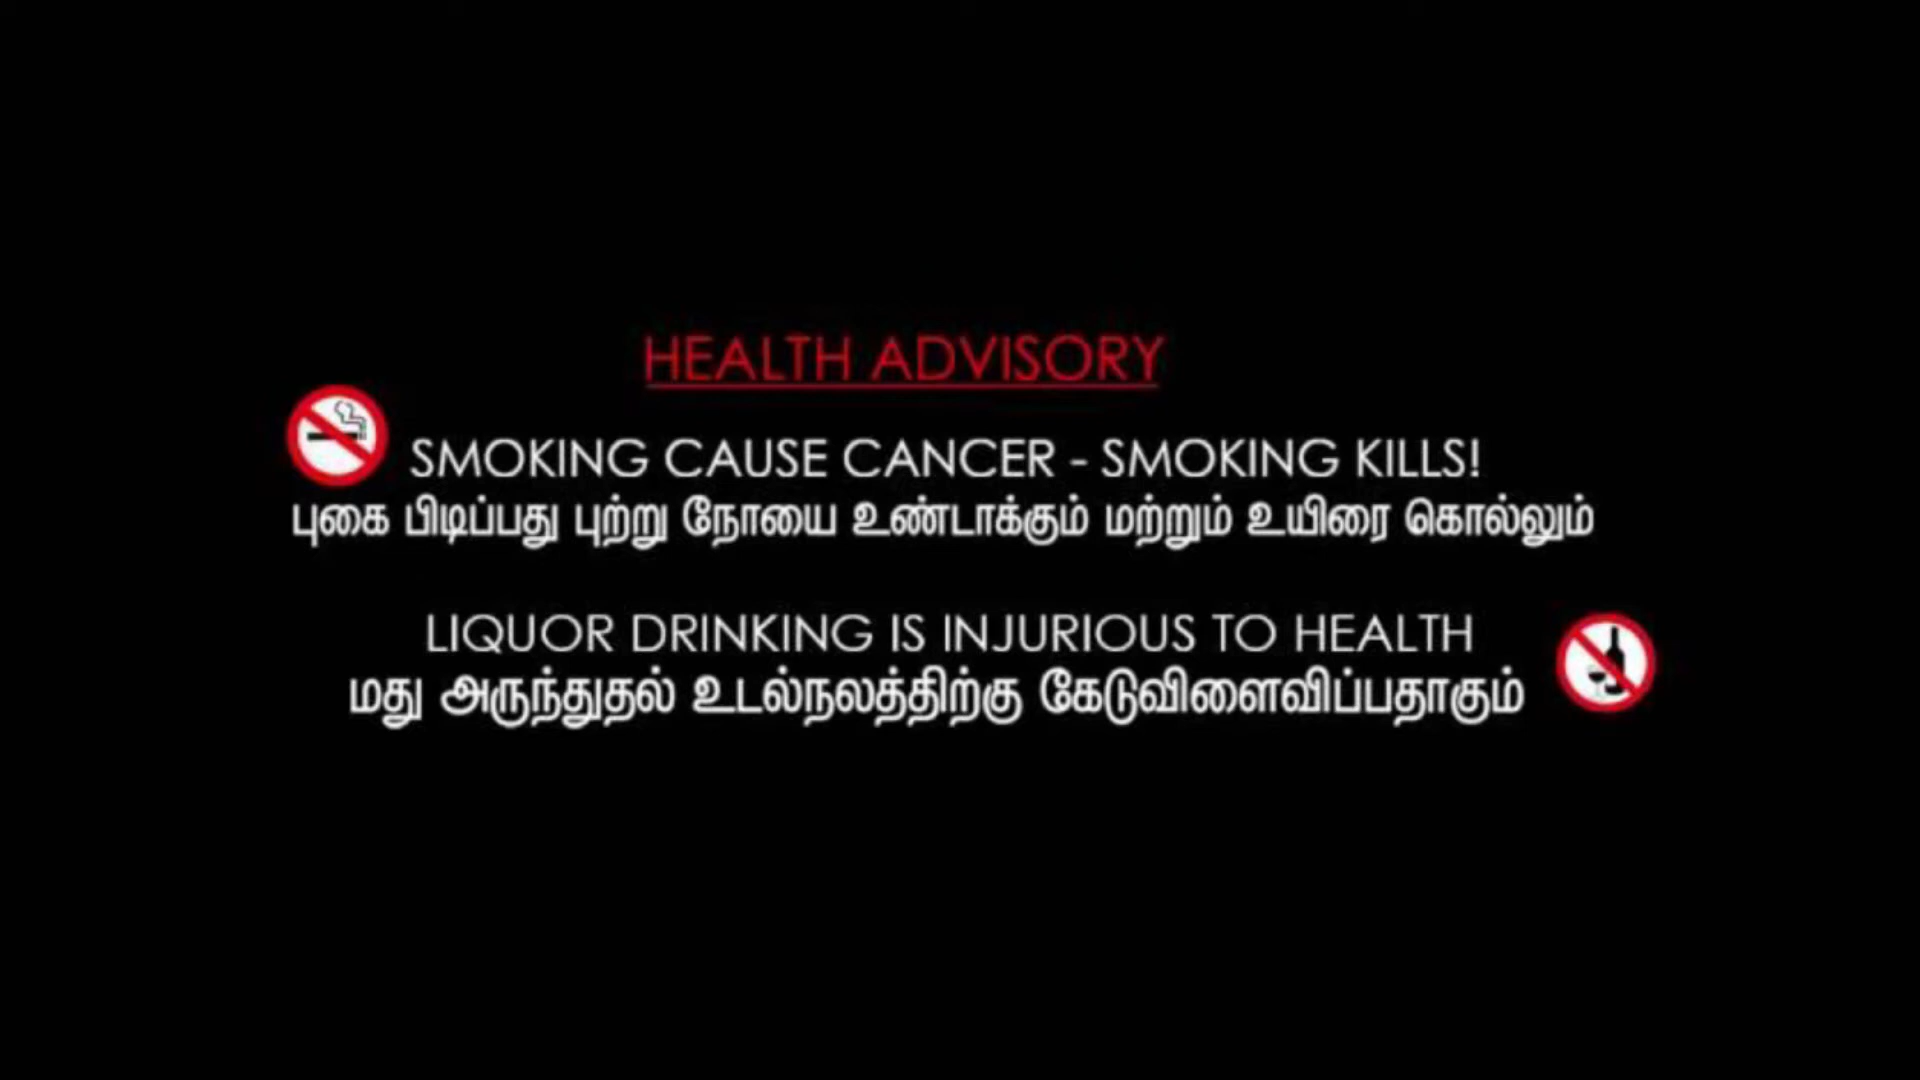 HEALTH ADVISORY
SMOKING CAUSE CANCER - SMOKING KILLS!
புகை பிடிப்பது புற்று நோயை உண்டாக்கும் மற்றும் உயிரை கொல்லும்
LIQUOR DRINKING IS INJURIOUS TO HEALTH
மது அருந்துதல் உடல்நலத்திற்கு கேடுவிளைவிப்பதாகும்